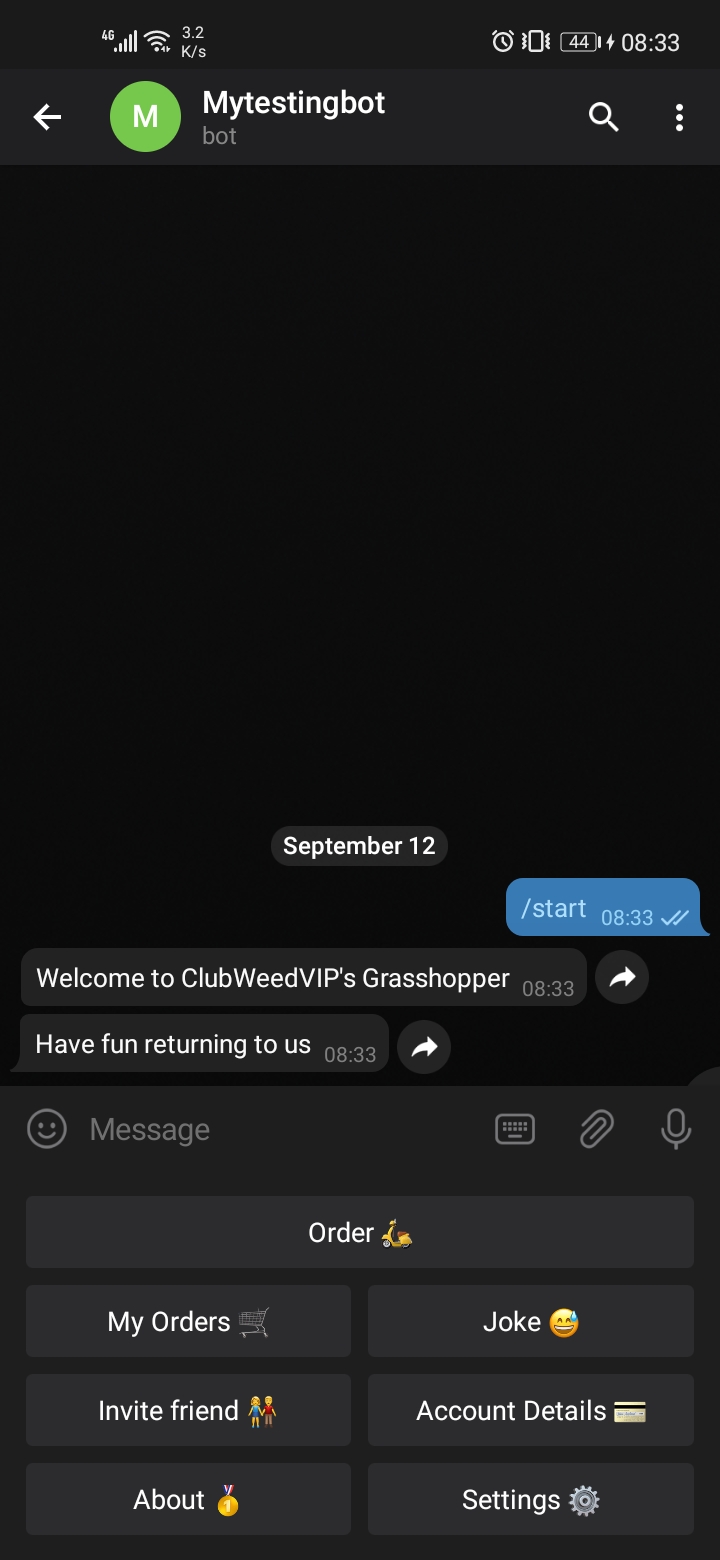 4G 3.2 K/s 44 08:33
Mytestingbot
bot
September 12
/start 08:33
Welcome to ClubWeedVIP's Grasshopper 08:33
Have fun returning to us 08:33
Message
Order 🛵
My Orders 🛒 Joke 😅
Invite friend 👫 Account Details 💳
About 🏅 Settings ⚙️